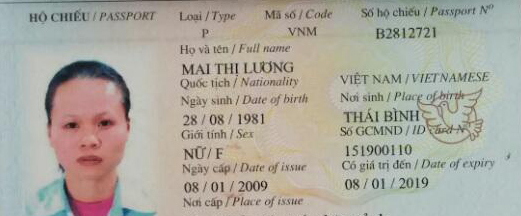 HỘ CHIẾU / PASSPORT
Loại / Type Mã số / Code Số hộ chiếu / Passport Nº
P VNM B2812721
Họ và tên / Full name
MAI THỊ LƯƠNG
Quốc tịch / Nationality VIỆT NAM / VIETNAMESE
Ngày sinh / Date of birth Nơi sinh / Place of birth
28 / 08 / 1981 THÁI BÌNH
Giới tính / Sex Số GCMND / ID card Nº
NỮ / F 151900110
Ngày cấp / Date of issue Có giá trị đến / Date of expiry
08 / 01 / 2009 08 / 01 / 2019
Nơi cấp / Place of issue